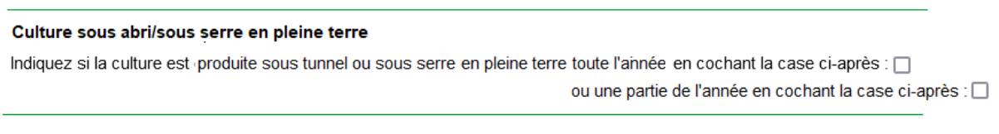 Culture sous abri/sous serre en pleine terre
Indiquez si la culture est produite sous tunnel ou sous serre en pleine terre toute l'année en cochant la case ci-après :
ou une partie de l'année en cochant la case ci-après :